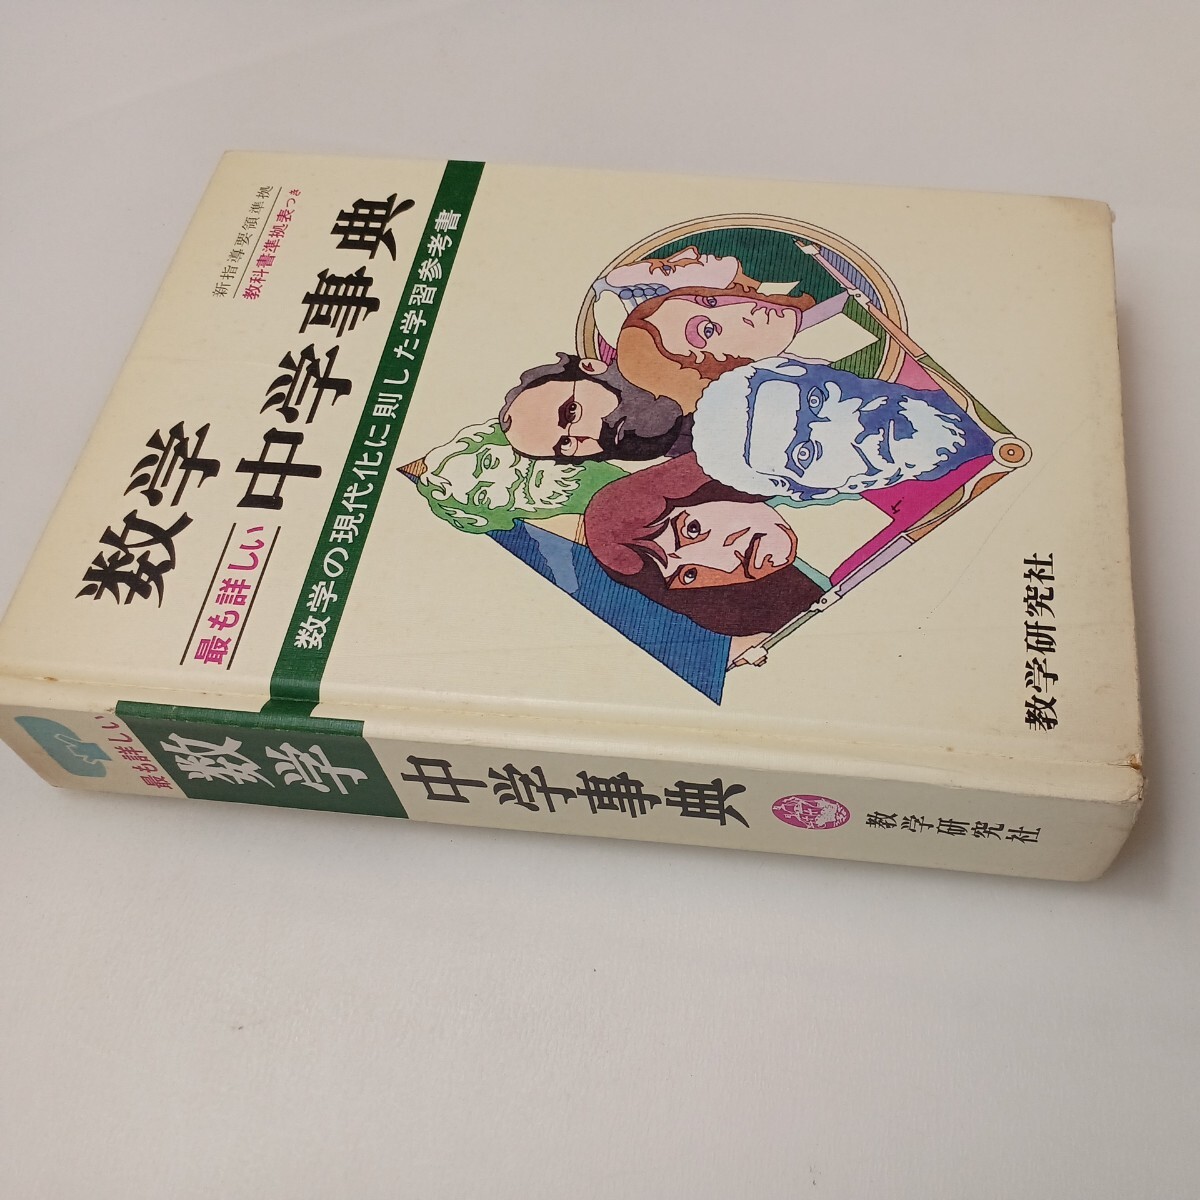 新指導要領準拠
教科書準拠表つき
数学
最も詳しい
中学事典
数学の現代化に則した学習参考書
教学研究社
最も詳しい
数学
中学事典
教学研究社